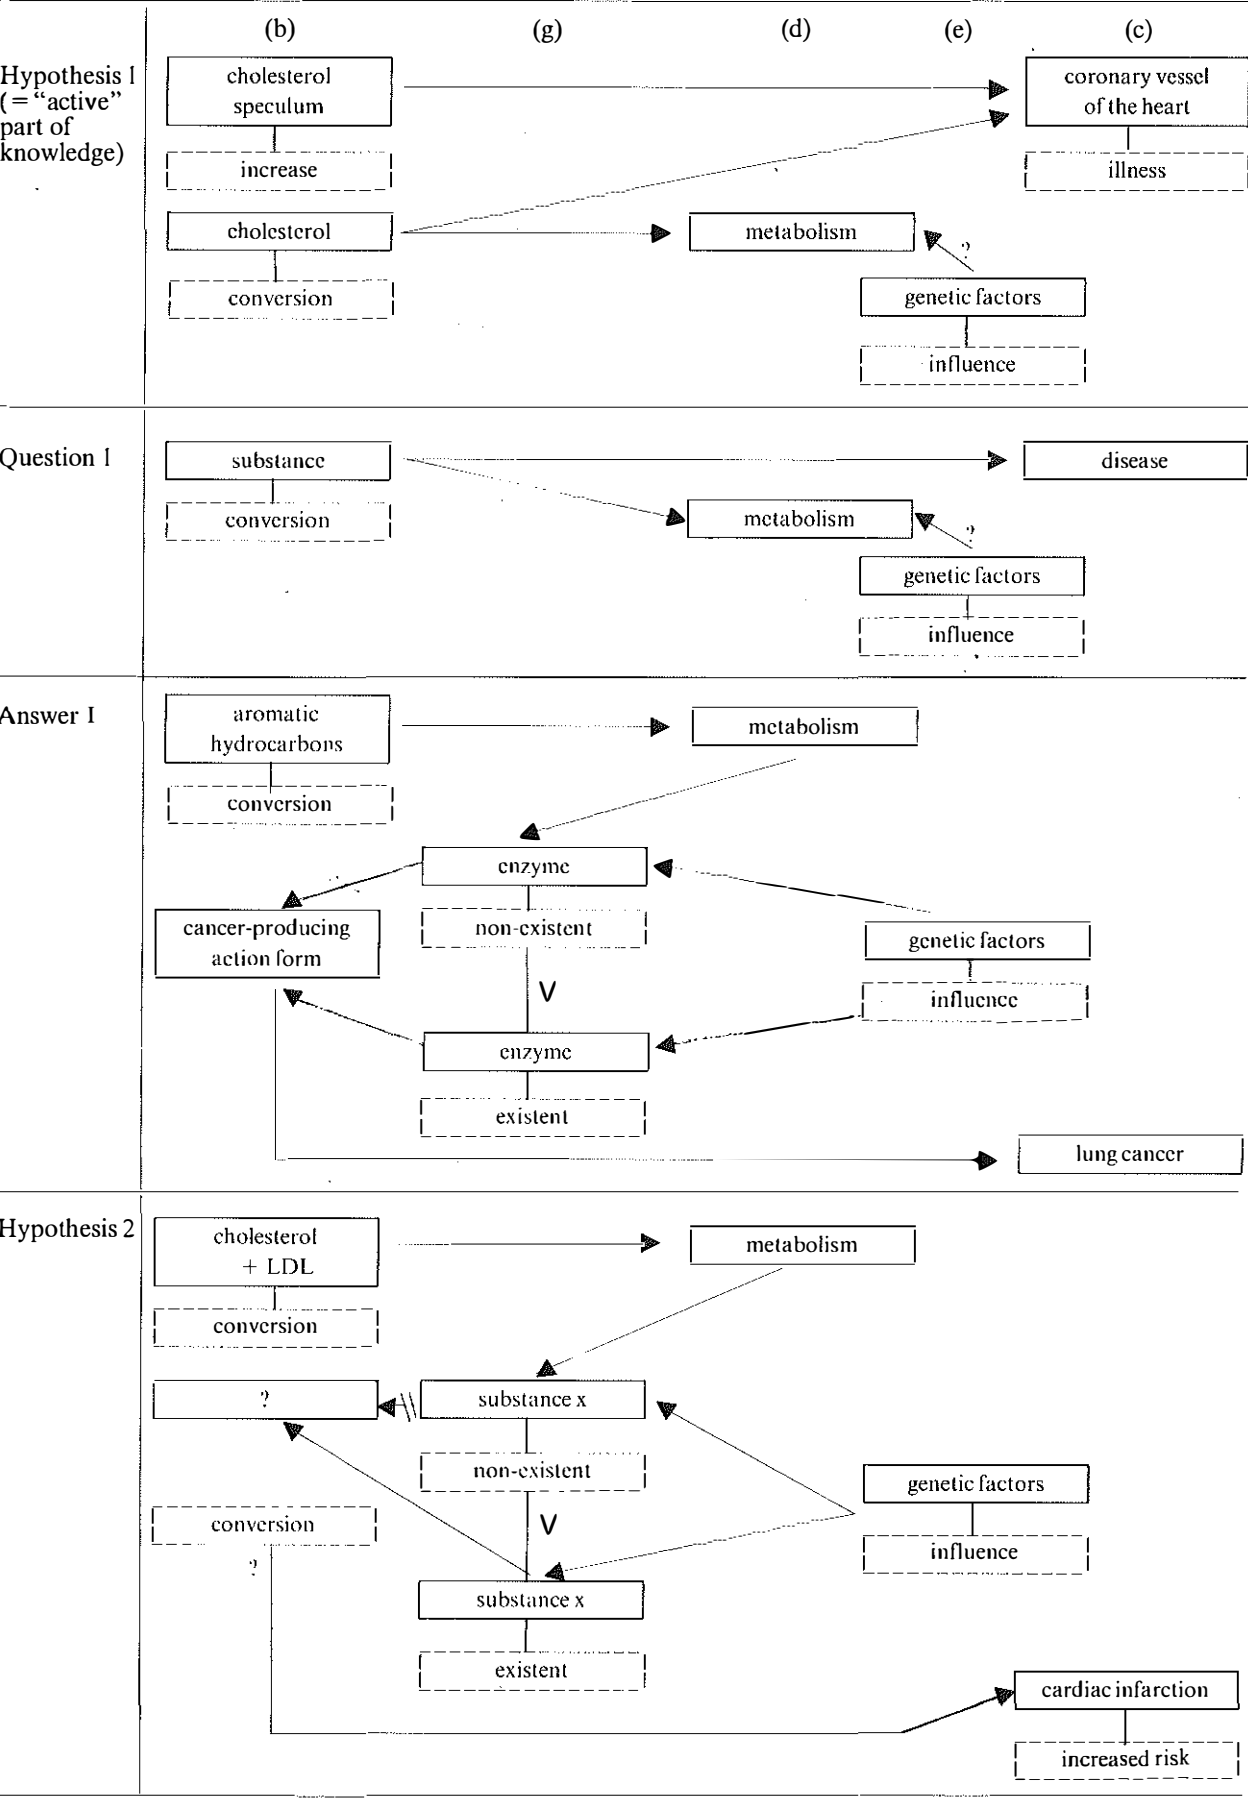 (b) (g) (d) (e) (c)
Hypothesis 1
(= "active"
part of
knowledge)
cholesterol
speculum
increase
coronary vessel
of the heart
illness
cholesterol
conversion
metabolism
?
genetic factors
influence
Question 1
substance
conversion
disease
metabolism
?
genetic factors
influence
Answer 1
aromatic
hydrocarbons
conversion
metabolism
enzyme
non-existent
cancer-producing
action form
genetic factors
influence
V
enzyme
existent
lung cancer
Hypothesis 2
cholesterol
+ LDL
conversion
metabolism
?
substance x
non-existent
genetic factors
influence
conversion
?
V
substance x
existent
cardiac infarction
increased risk